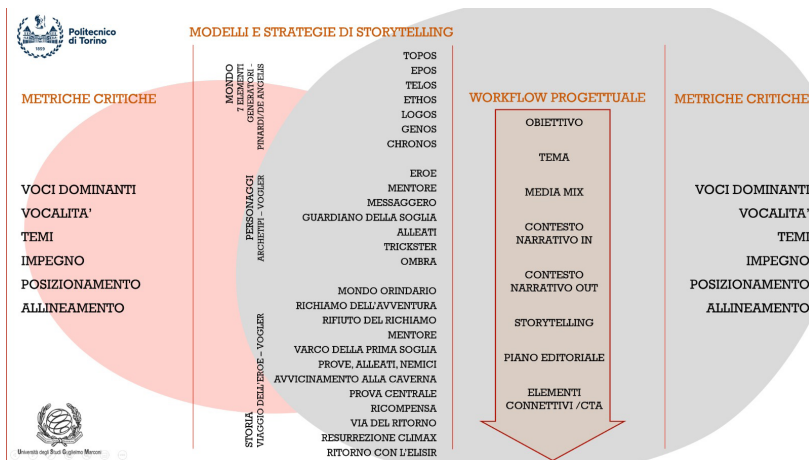 Politecnico
di Torino
1859
MODELLI E STRATEGIE DI STORYTELLING
METRICHE CRITICHE
VOCI DOMINANTI
VOCALITA'
TEMI
IMPEGNO
POSIZIONAMENTO
ALLINEAMENTO
MONDO
7 ELEMENTI
GENERATORI -
PINARDI/DE ANGELIS
TOPOS
EPOS
TELOS
ETHOS
LOGOS
GENOS
CHRONOS
PERSONAGGI
ARCHETIPI – VOGLER
EROE
MENTORE
MESSAGGERO
GUARDIANO DELLA SOGLIA
ALLEATI
TRICKSTER
OMBRA
STORIA
VIAGGIO DELL'EROE – VOGLER
MONDO ORINDARIO
RICHIAMO DELL'AVVENTURA
RIFIUTO DEL RICHIAMO
MENTORE
VARCO DELLA PRIMA SOGLIA
PROVE, ALLEATI, NEMICI
AVVICINAMENTO ALLA CAVERNA
PROVA CENTRALE
RICOMPENSA
VIA DEL RITORNO
RESURREZIONE CLIMAX
RITORNO CON L'ELISIR
WORKFLOW PROGETTUALE
OBIETTIVO
TEMA
MEDIA MIX
CONTESTO
NARRATIVO IN
CONTESTO
NARRATIVO OUT
STORYTELLING
PIANO EDITORIALE
ELEMENTI
CONNETTIVI /CTA
METRICHE CRITICHE
VOCI DOMINANTI
VOCALITA'
TEMI
IMPEGNO
POSIZIONAMENTO
ALLINEAMENTO
Università degli Studi Guglielmo Marconi